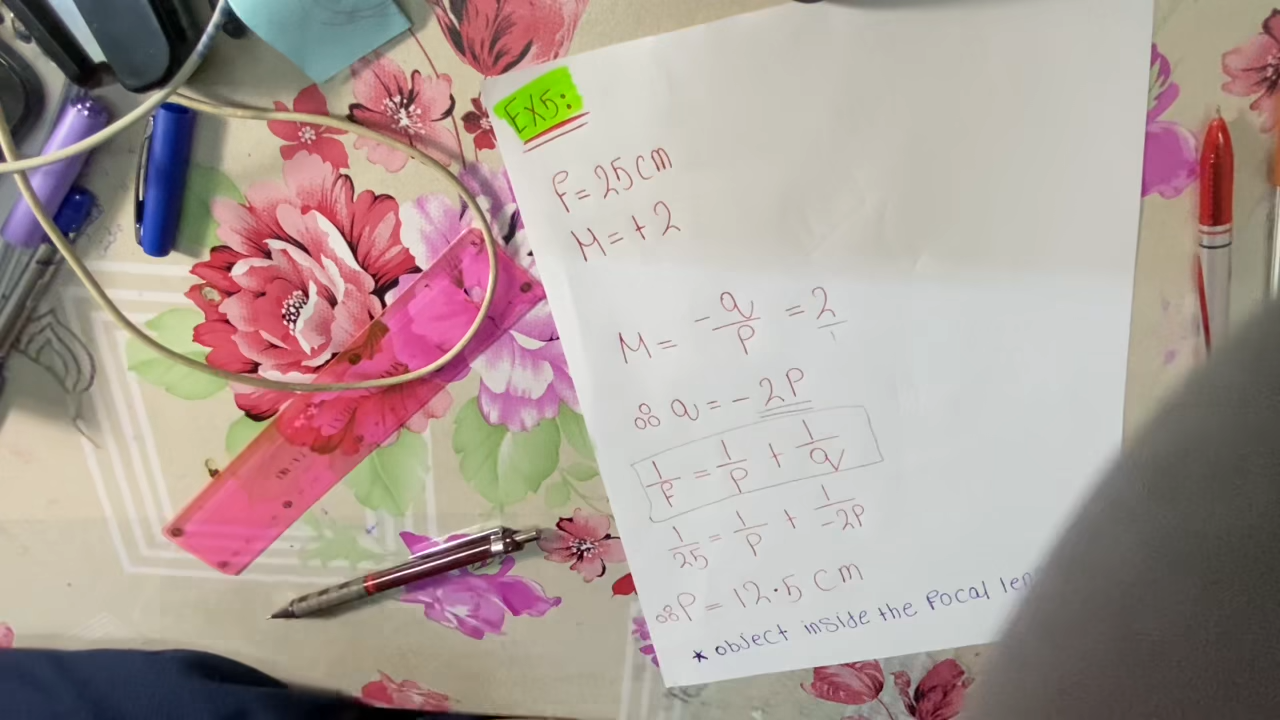 EX5:
F=25cm
M=+2
M= -q/P = 2/1
∴ q = -2P
1/F = 1/P + 1/q
1/25 = 1/P + 1/-2P
∴P = 12.5 cm
* object inside the focal